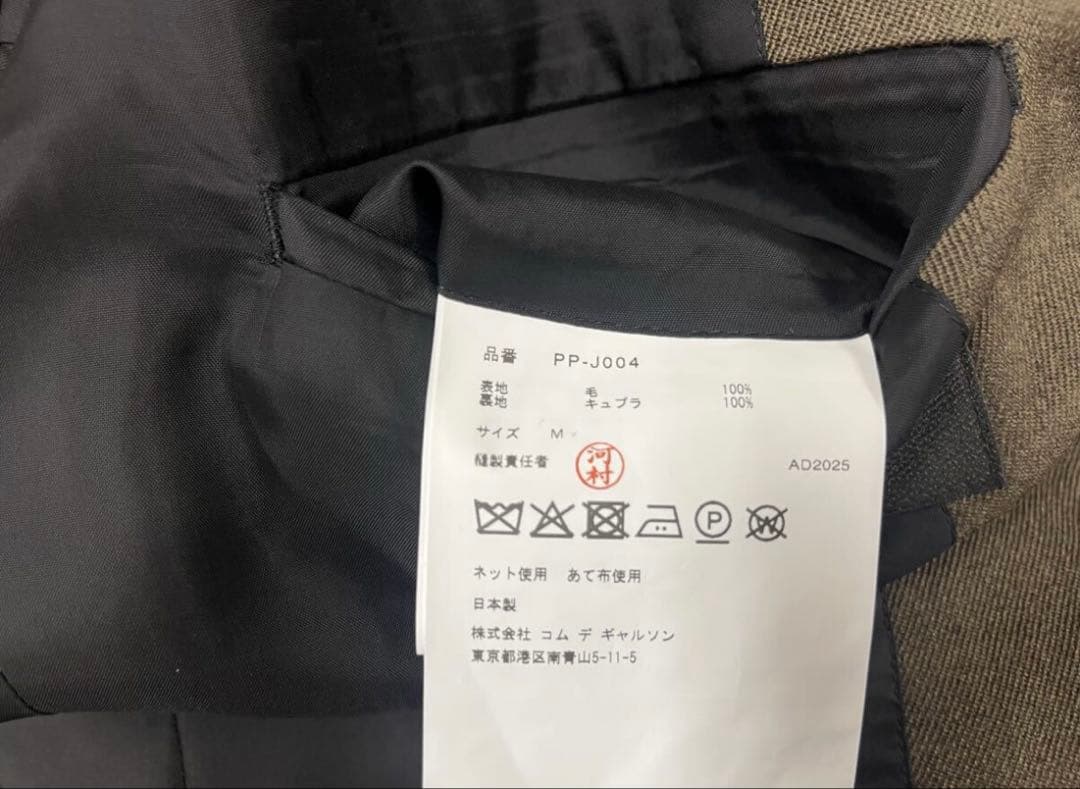 品番 PP-J004
表地 毛 100%
裏地 キュプラ 100%
サイズ M
縫製責任者 河村 AD2025
P W
ネット使用 あて布使用
日本製
株式会社 コム デ ギャルソン
東京都港区南青山5-11-5